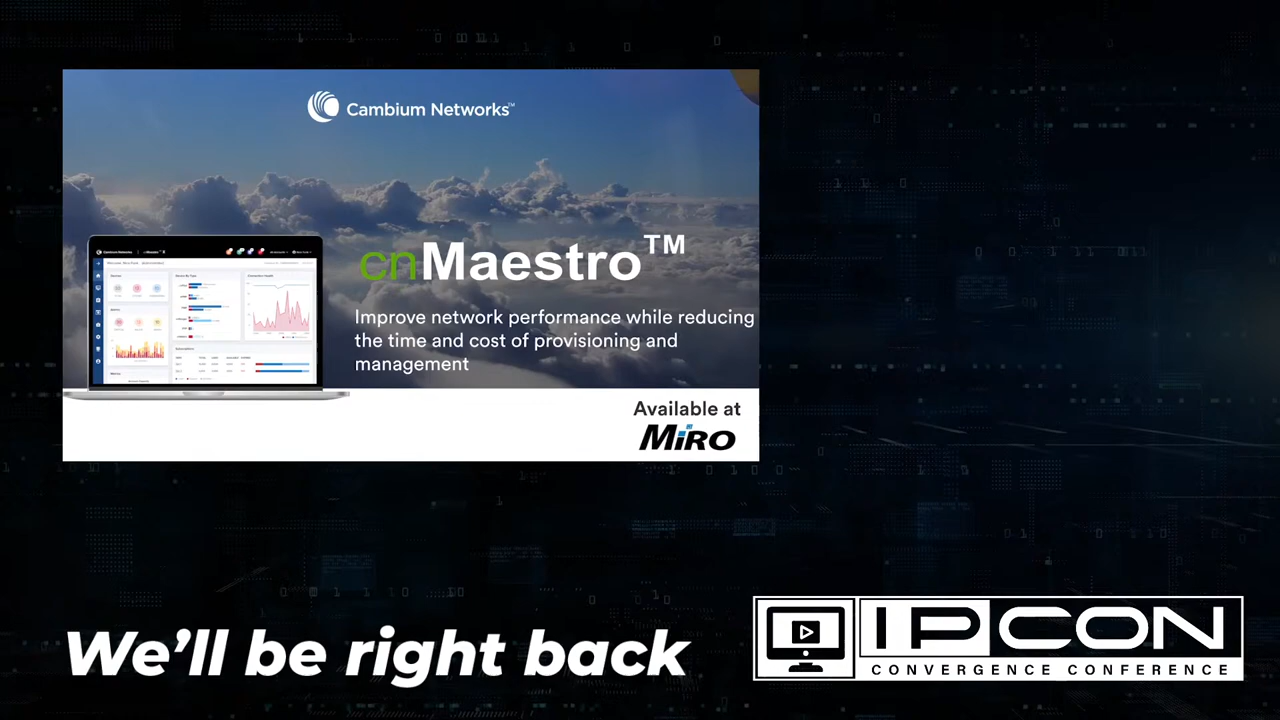 Cambium Networks™
cnMaestro™
Improve network performance while reducing
the time and cost of provisioning and
management
Available at
MiRO
We'll be right back
IPCON
CONVERGENCE CONFERENCE